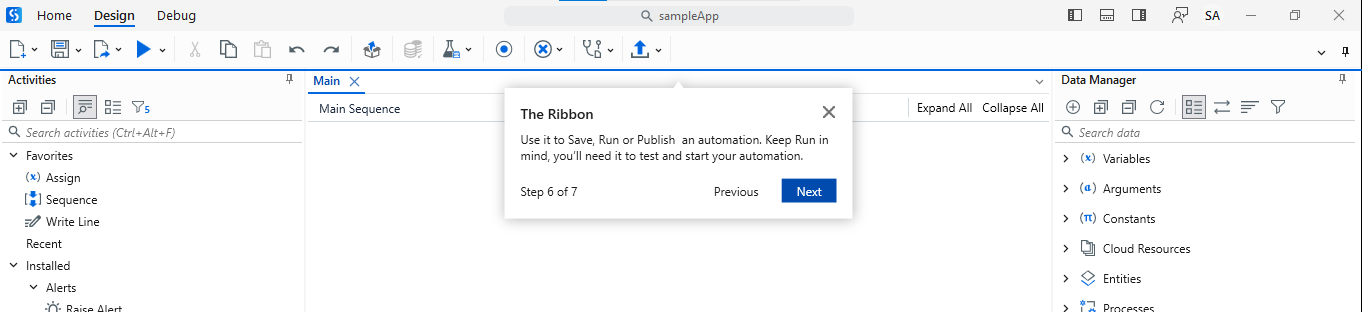 Home Design Debug sampleApp SA
Activities
Search activities (Ctrl+Alt+F)
Favorites
Assign
Sequence
Write Line
Recent
Installed
Alerts
Raise Alert
Main
Main Sequence
Expand All Collapse All
The Ribbon
Use it to Save, Run or Publish an automation. Keep Run in
mind, you'll need it to test and start your automation.
Step 6 of 7 Previous Next
Data Manager
Search data
(x) Variables
(a) Arguments
(π) Constants
Cloud Resources
Entities
Processes